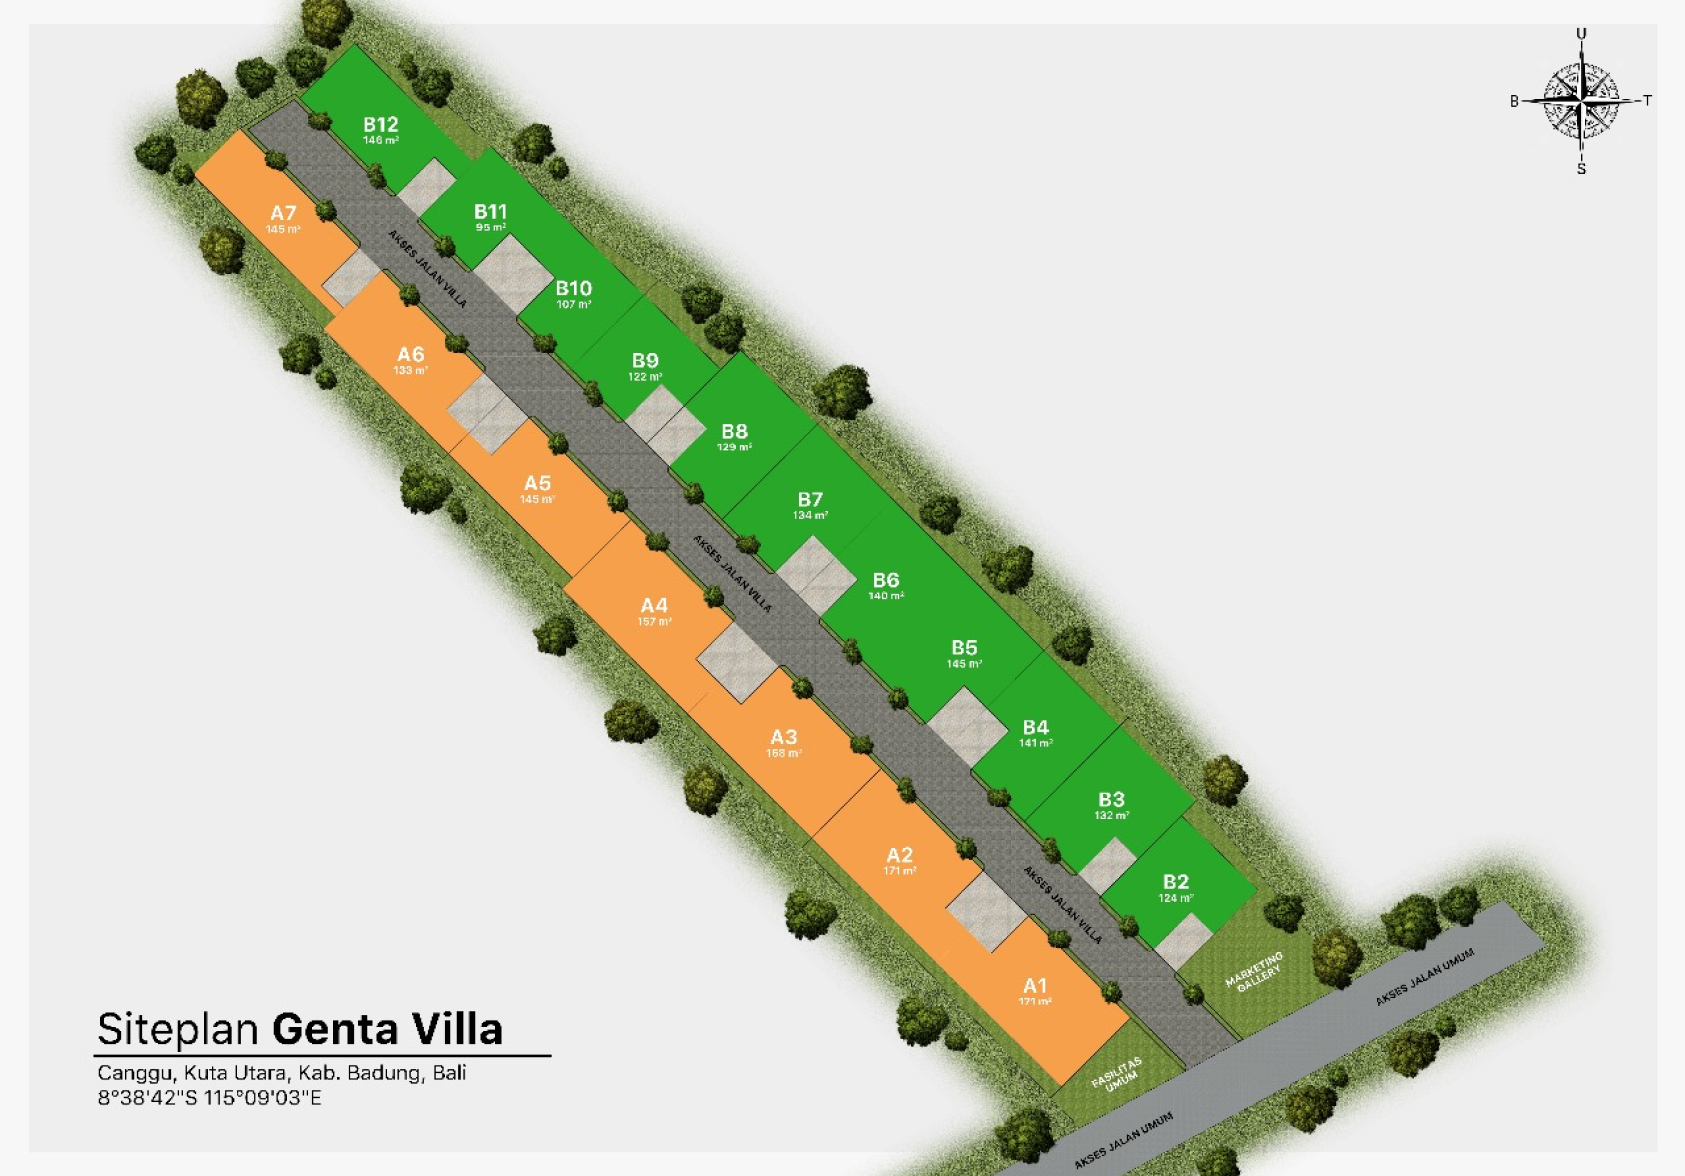 U
B
T
S
B12
146 m²
B11
95 m²
A7
145 m²
AKSES JALAN VILLA
B10
107 m²
A6
133 m²
B9
122 m²
B8
129 m²
A5
145 m²
B7
134 m²
AKSES JALAN VILLA
B6
140 m²
A4
157 m²
B5
145 m²
B4
141 m²
A3
168 m²
B3
132 m²
A2
171 m²
B2
124 m²
AKSES JALAN VILLA
A1
171 m²
MARKETING
GALLERY
AKSES JALAN UMUM
FASILITAS
UMUM
AKSES JALAN UMUM
Siteplan Genta Villa
Canggu, Kuta Utara, Kab. Badung, Bali
8°38'42"S 115°09'03"E